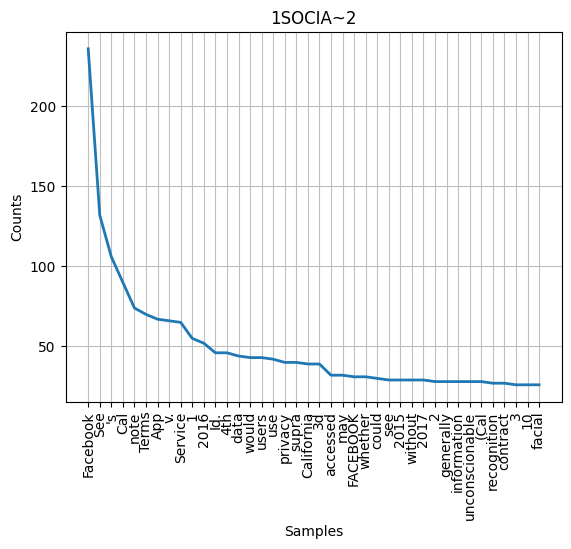 1SOCIA~2
Counts
200
150
100
50
Facebook
See
's
Cal
note
Terms
App
v.
Service
1
2016
Id.
4th
data
would
users
use
privacy
supra
California
3d
accessed
may
FACEBOOK
whether
could
see
2015
without
2017
2
generally
information
unconscionable
(Cal
recognition
contract
3
10
facial
Samples